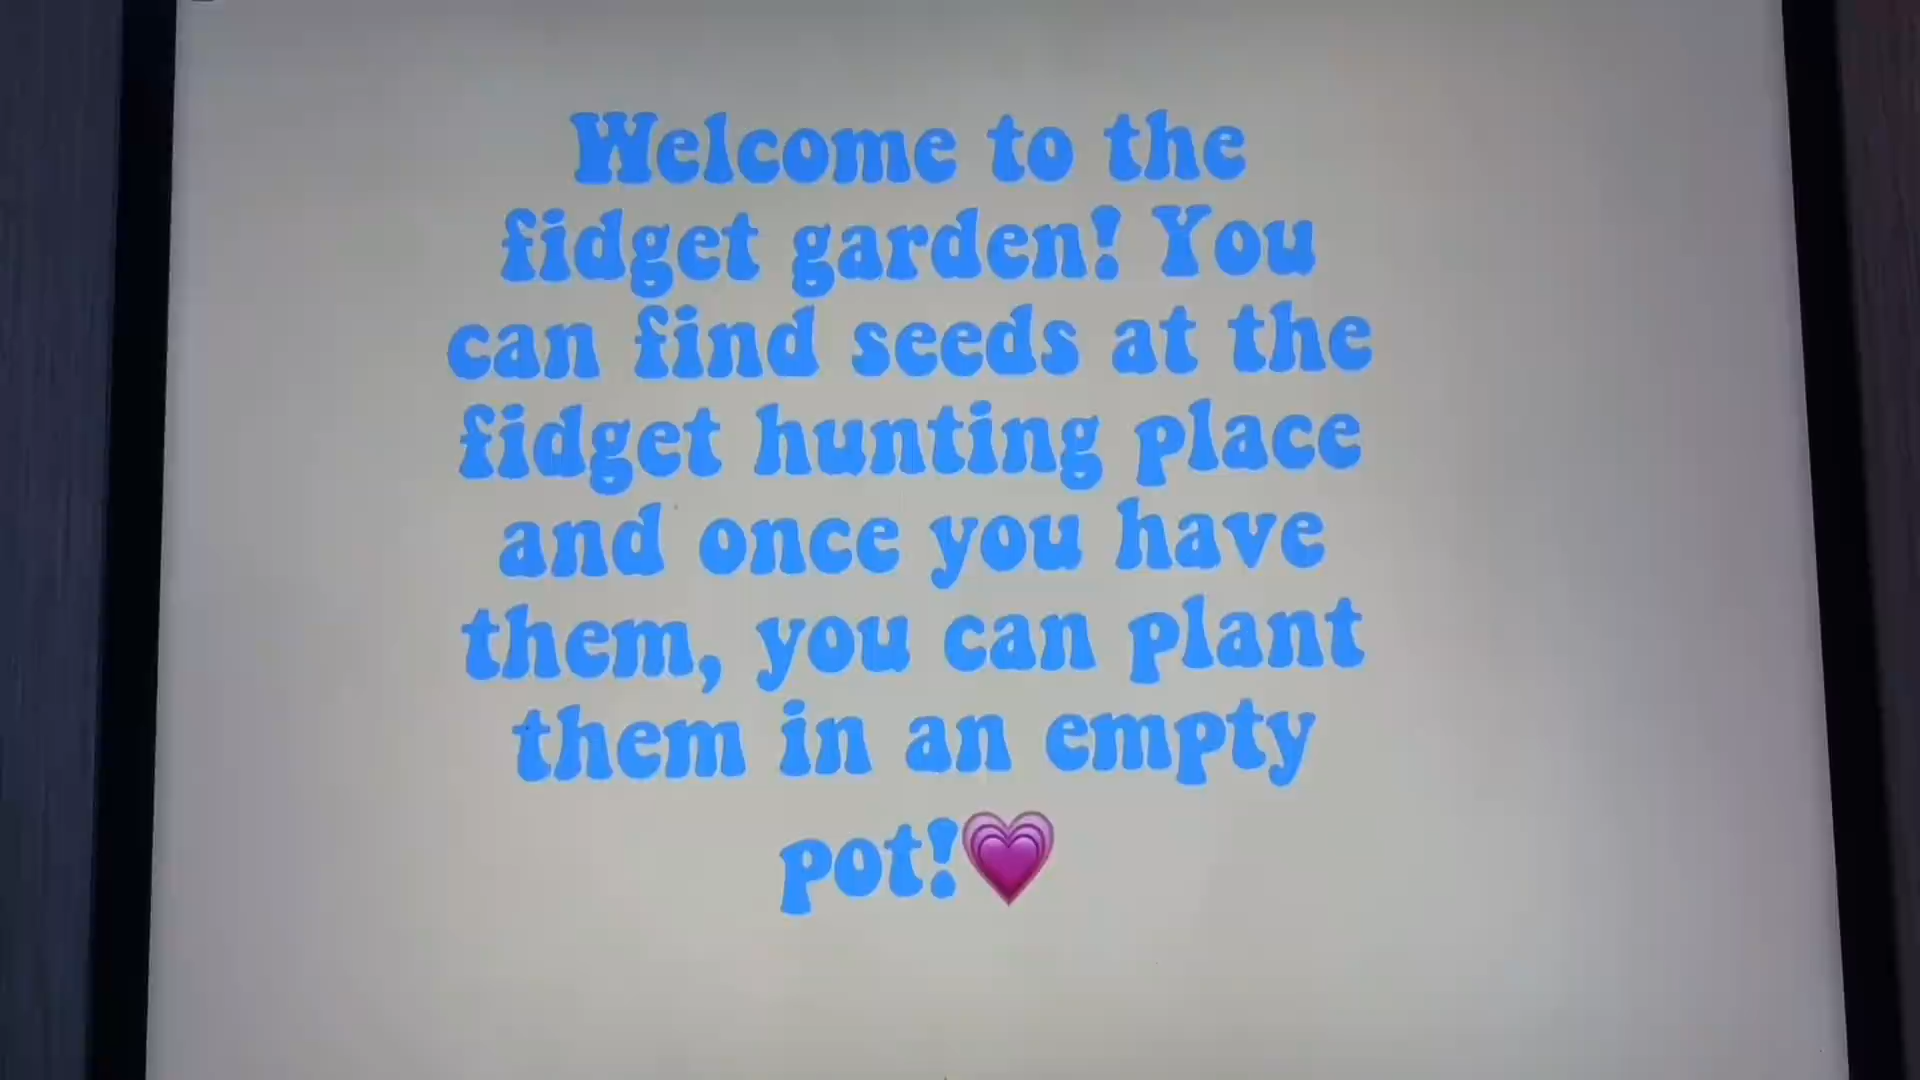 Welcome to the
fidget garden! You
can find seeds at the
fidget hunting place
and once you have
them, you can plant
them in an empty
pot!💗